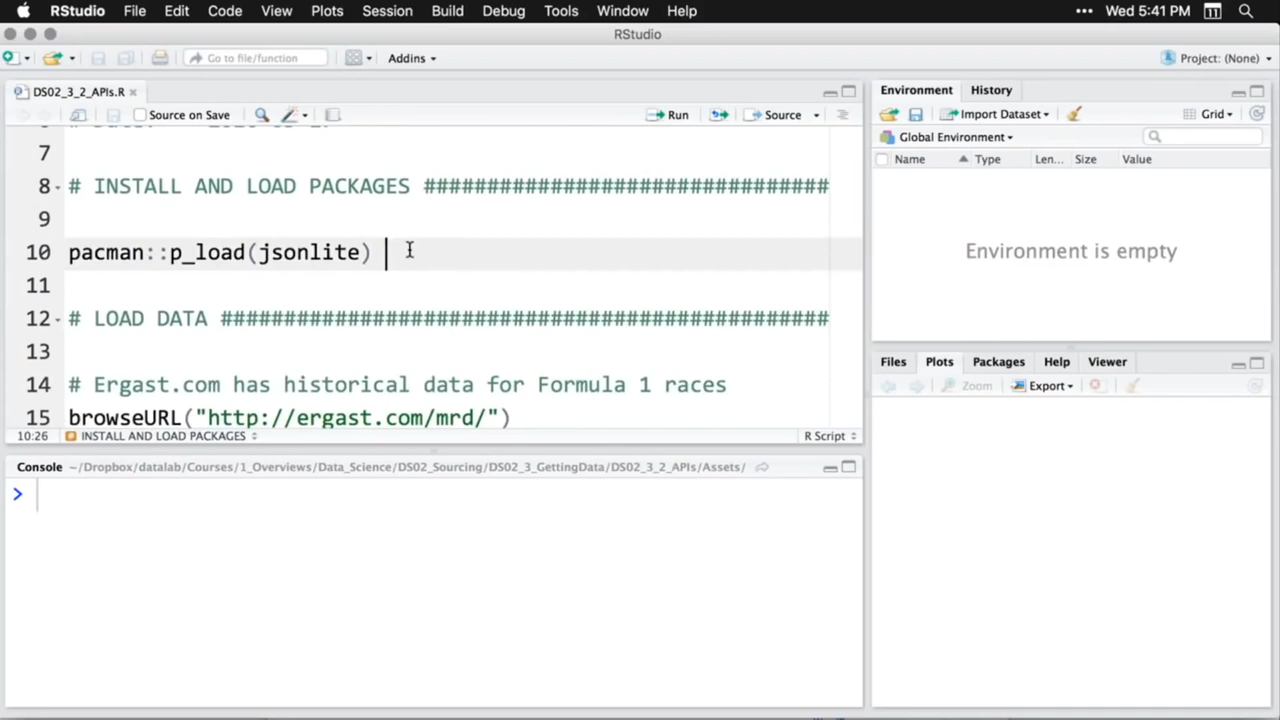 RStudio File Edit Code View Plots Session Build Debug Tools Window Help Wed 5:41 PM 11
RStudio
Go to file/function Addins Project: (None)
DS02_3_2_APIs.R
Source on Save Run Source
7
8 # INSTALL AND LOAD PACKAGES ################################
9
10 pacman::p_load(jsonlite)
11
12 # LOAD DATA ################################################
13
14 # Ergast.com has historical data for Formula 1 races
15 browseURL("http://ergast.com/mrd/")
10:26 INSTALL AND LOAD PACKAGES R Script
Console ~/Dropbox/datalab/Courses/1_Overviews/Data_Science/DS02_Sourcing/DS02_3_GettingData/DS02_3_2_APIs/Assets/
>
Environment History
Import Dataset Grid
Global Environment
Name Type Len... Size Value
Environment is empty
Files Plots Packages Help Viewer
Zoom Export